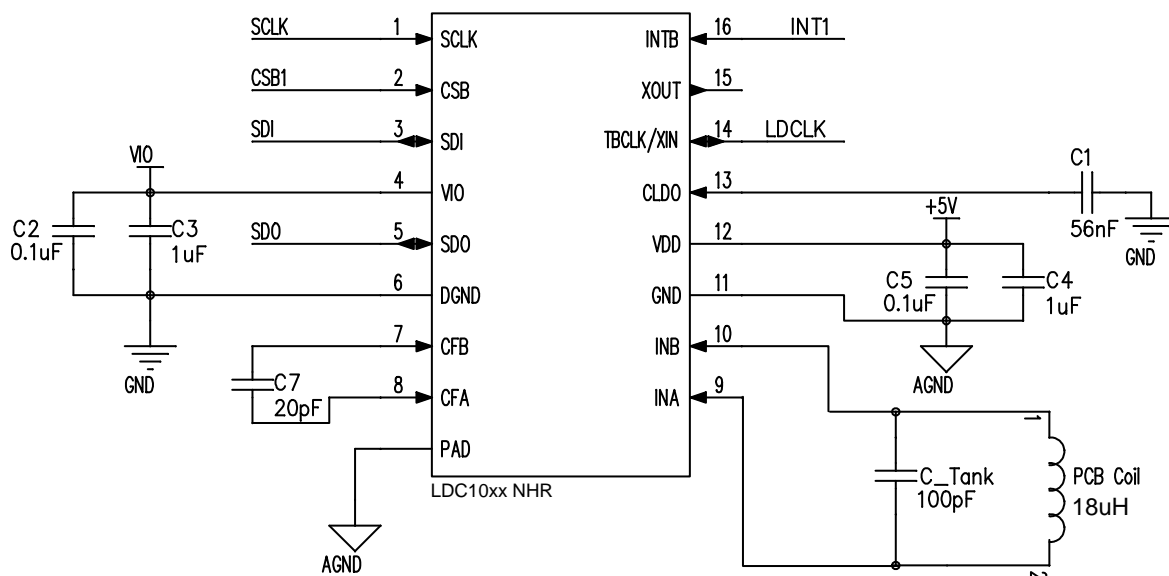 SCLK 1 SCLK
CSB1 2 CSB
SDI 3 SDI
VIO
4 VIO
C2
0.1uF
C3
1uF
SDO 5 SDO
6 DGND
GND
7 CFB
C7
20pF
8 CFA
PAD
AGND
LDC10xx NHR
INTB 16 INT1
XOUT 15
TBCLK/XIN 14 LDCLK
CLDO 13
C1
56nF
GND
+5V
VDD 12
C5
0.1uF
C4
1uF
GND 11
AGND
INB 10
INA 9
C_Tank
100pF
1
PCB Coil
18uH
2